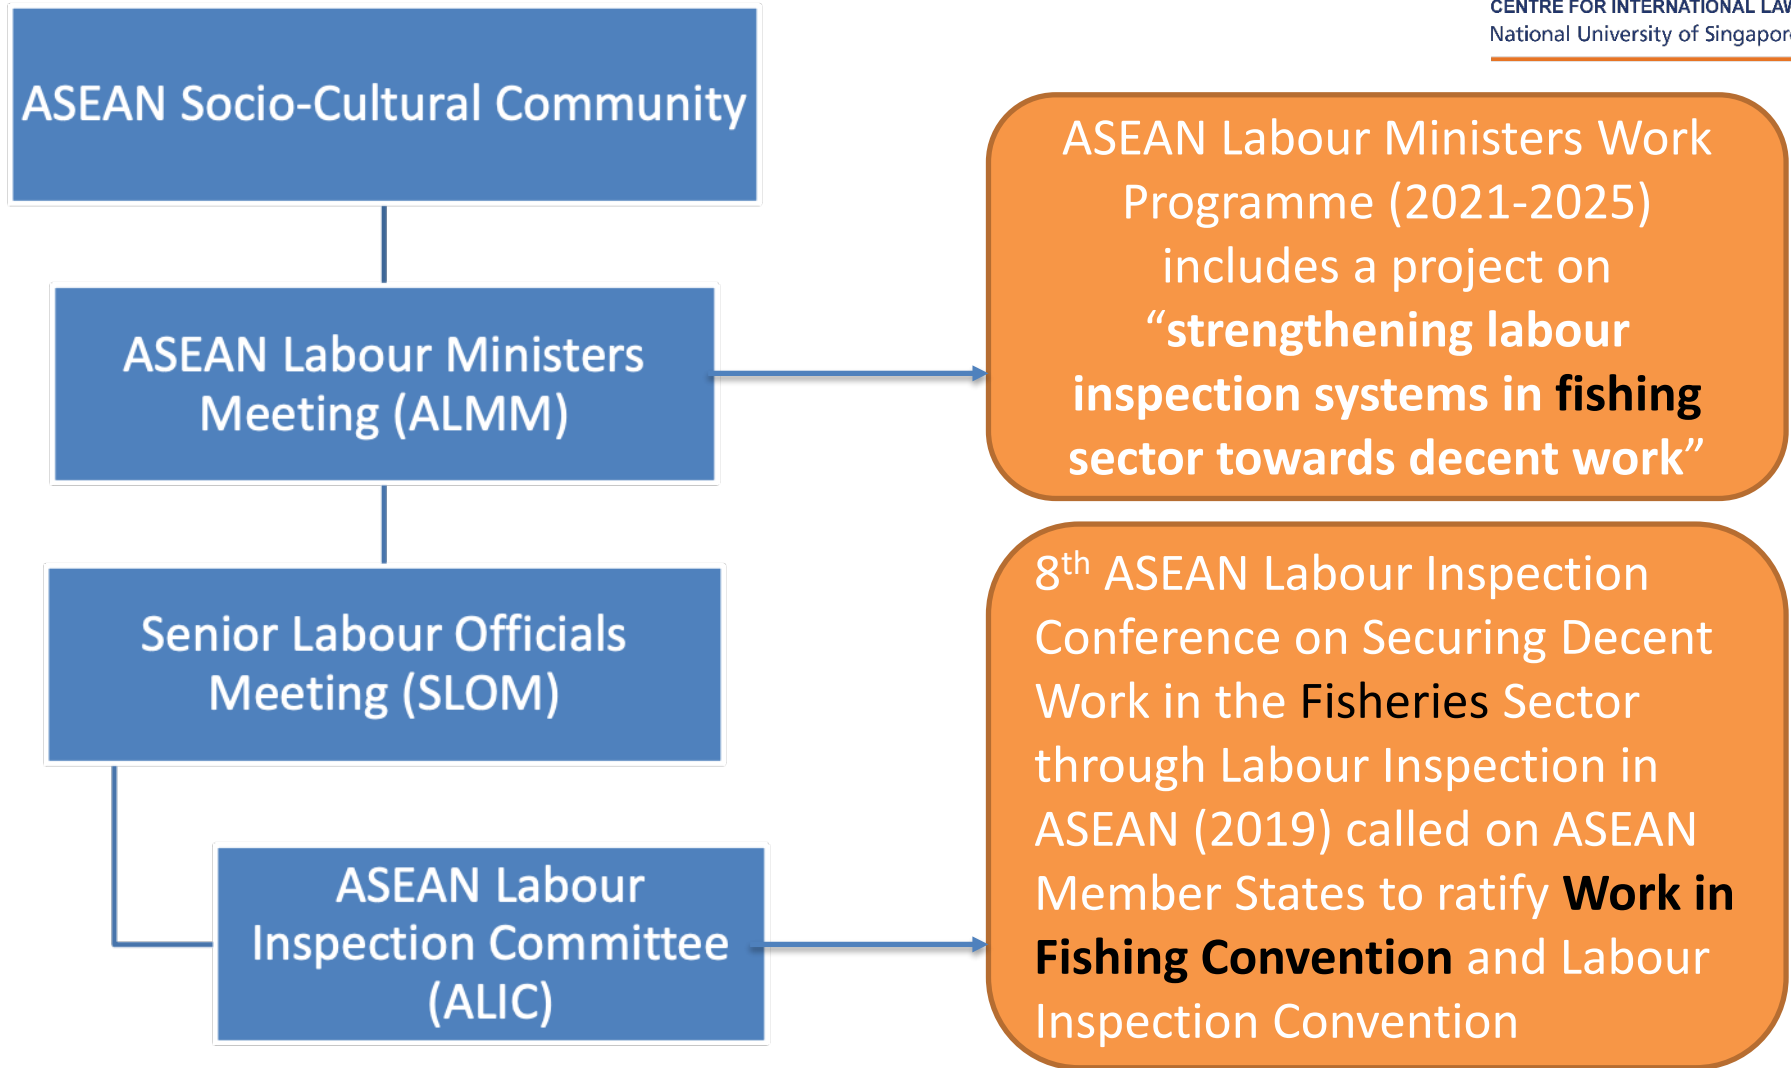 CENTRE FOR INTERNATIONAL LAW
National University of Singapore
ASEAN Socio-Cultural Community
ASEAN Labour Ministers
Meeting (ALMM)
Senior Labour Officials
Meeting (SLOM)
ASEAN Labour
Inspection Committee
(ALIC)
ASEAN Labour Ministers Work
Programme (2021-2025)
includes a project on
“strengthening labour
inspection systems in fishing
sector towards decent work”
8th ASEAN Labour Inspection
Conference on Securing Decent
Work in the Fisheries Sector
through Labour Inspection in
ASEAN (2019) called on ASEAN
Member States to ratify Work in
Fishing Convention and Labour
Inspection Convention